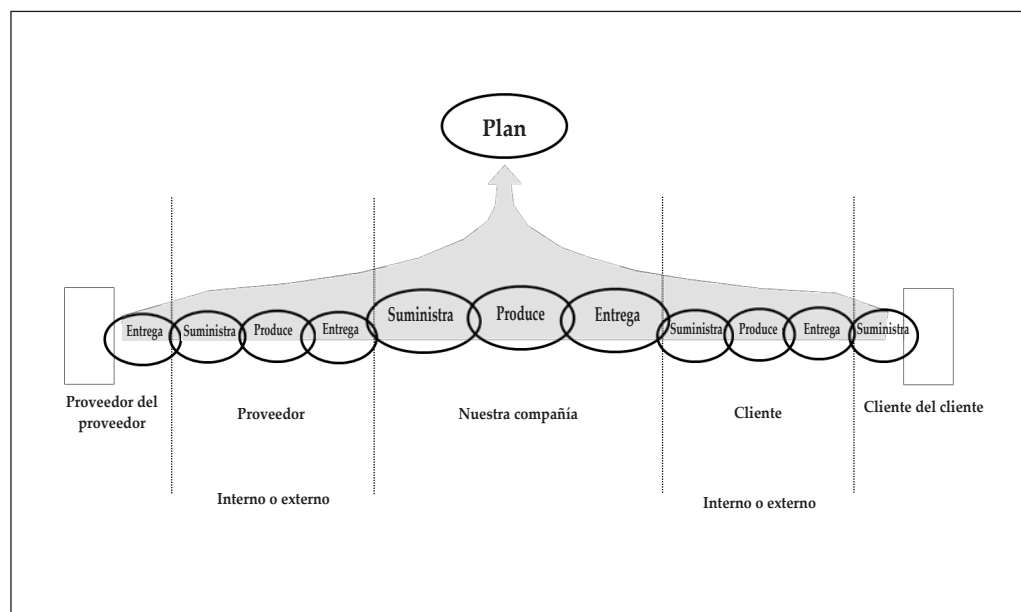 Plan
Entrega
Suministra
Produce
Entrega
Suministra
Produce
Entrega
Suministra
Produce
Entrega
Suministra
Proveedor del
proveedor
Proveedor
Nuestra compañía
Cliente
Cliente del cliente
Interno o externo
Interno o externo